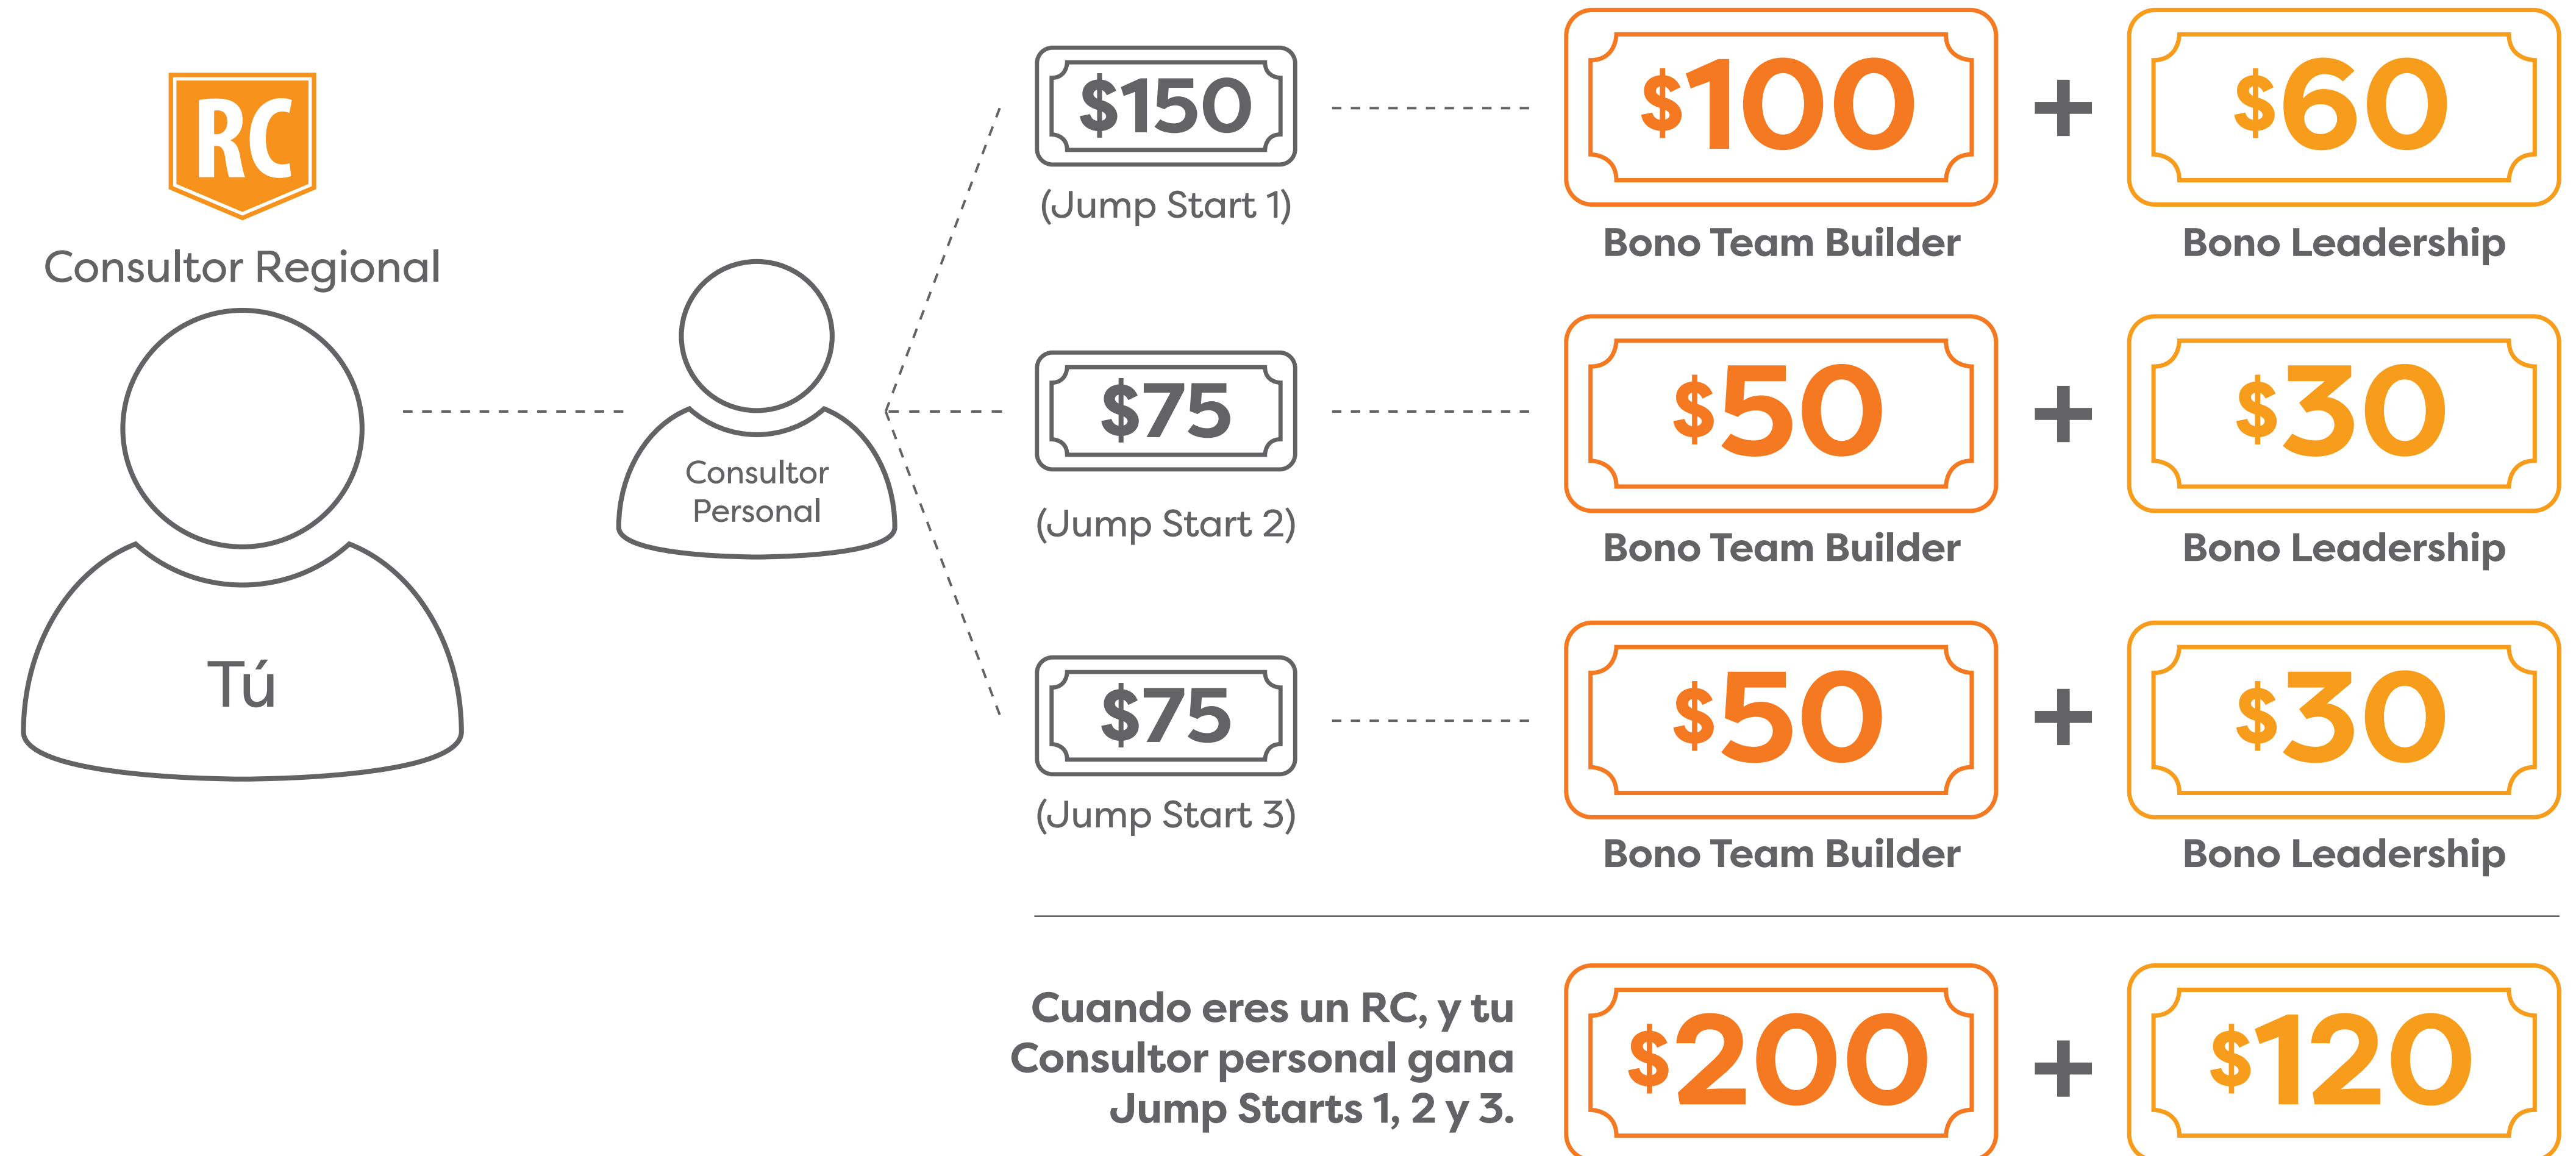 RC
Consultor Regional
Tú
Consultor
Personal
$150
(Jump Start 1)
$100
Bono Team Builder
+
$60
Bono Leadership
$75
(Jump Start 2)
$50
Bono Team Builder
+
$30
Bono Leadership
$75
(Jump Start 3)
$50
Bono Team Builder
+
$30
Bono Leadership
Cuando eres un RC, y tu
Consultor personal gana
Jump Starts 1, 2 y 3.
$200
+
$120